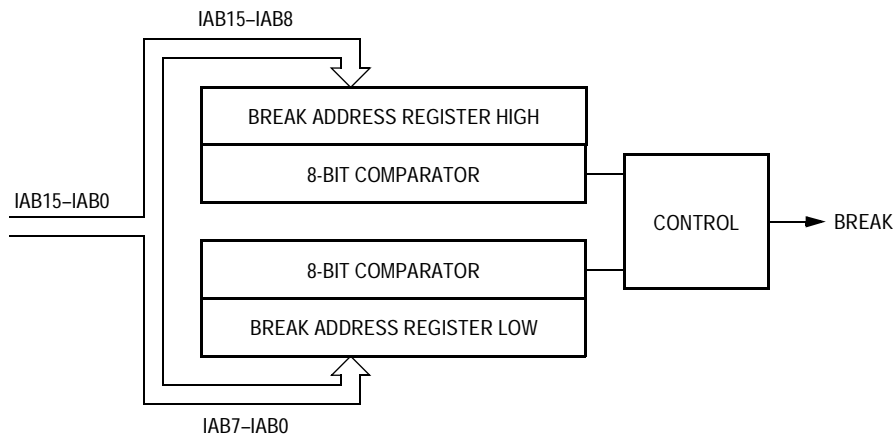 IAB15–IAB8
BREAK ADDRESS REGISTER HIGH
8-BIT COMPARATOR
IAB15–IAB0
CONTROL
BREAK
8-BIT COMPARATOR
BREAK ADDRESS REGISTER LOW
IAB7–IAB0